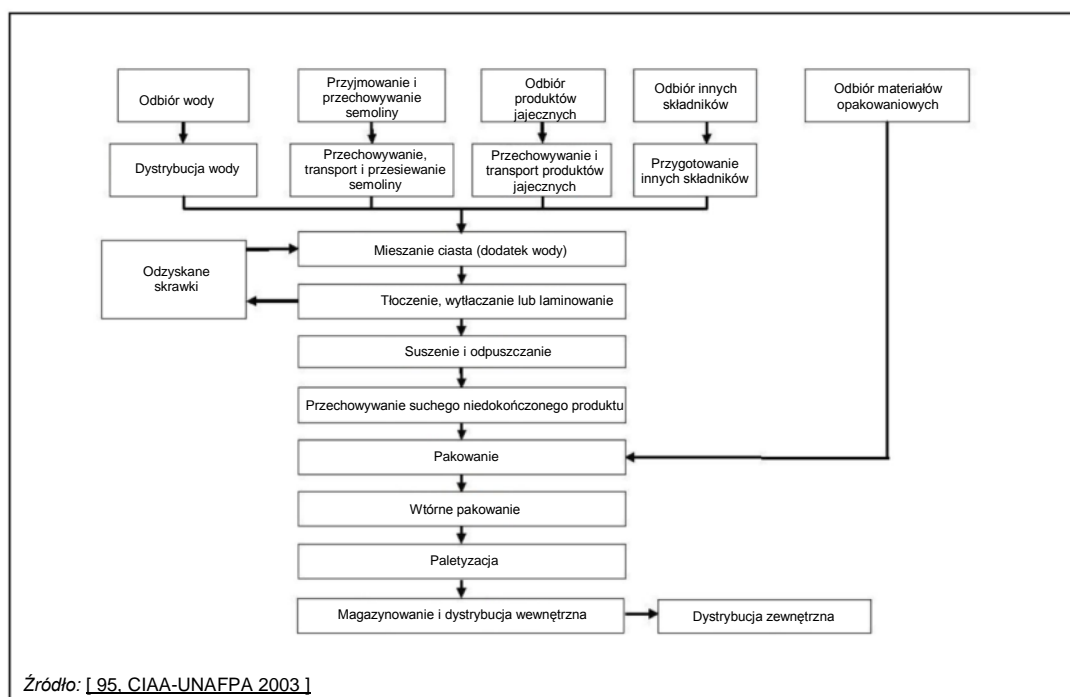 Odbiór wody
Przyjmowanie i
przechowywanie
semoliny
Odbiór
produktów
jajecznych
Odbiór innych
składników
Odbiór materiałów
opakowaniowych
Dystrybucja wody
Przechowywanie,
transport i przesiewanie
semoliny
Przechowywanie i
transport produktów
jajecznych
Przygotowanie
innych składników
Mieszanie ciasta (dodatek wody)
Odzyskane
skrawki
Tłoczenie, wytłaczanie lub laminowanie
Suszenie i odpuszczanie
Przechowywanie suchego niedokończonego produktu
Pakowanie
Wtórne pakowanie
Paletyzacja
Magazynowanie i dystrybucja wewnętrzna
Dystrybucja zewnętrzna
Źródło: [ 95, CIAA-UNAFPA 2003 ]